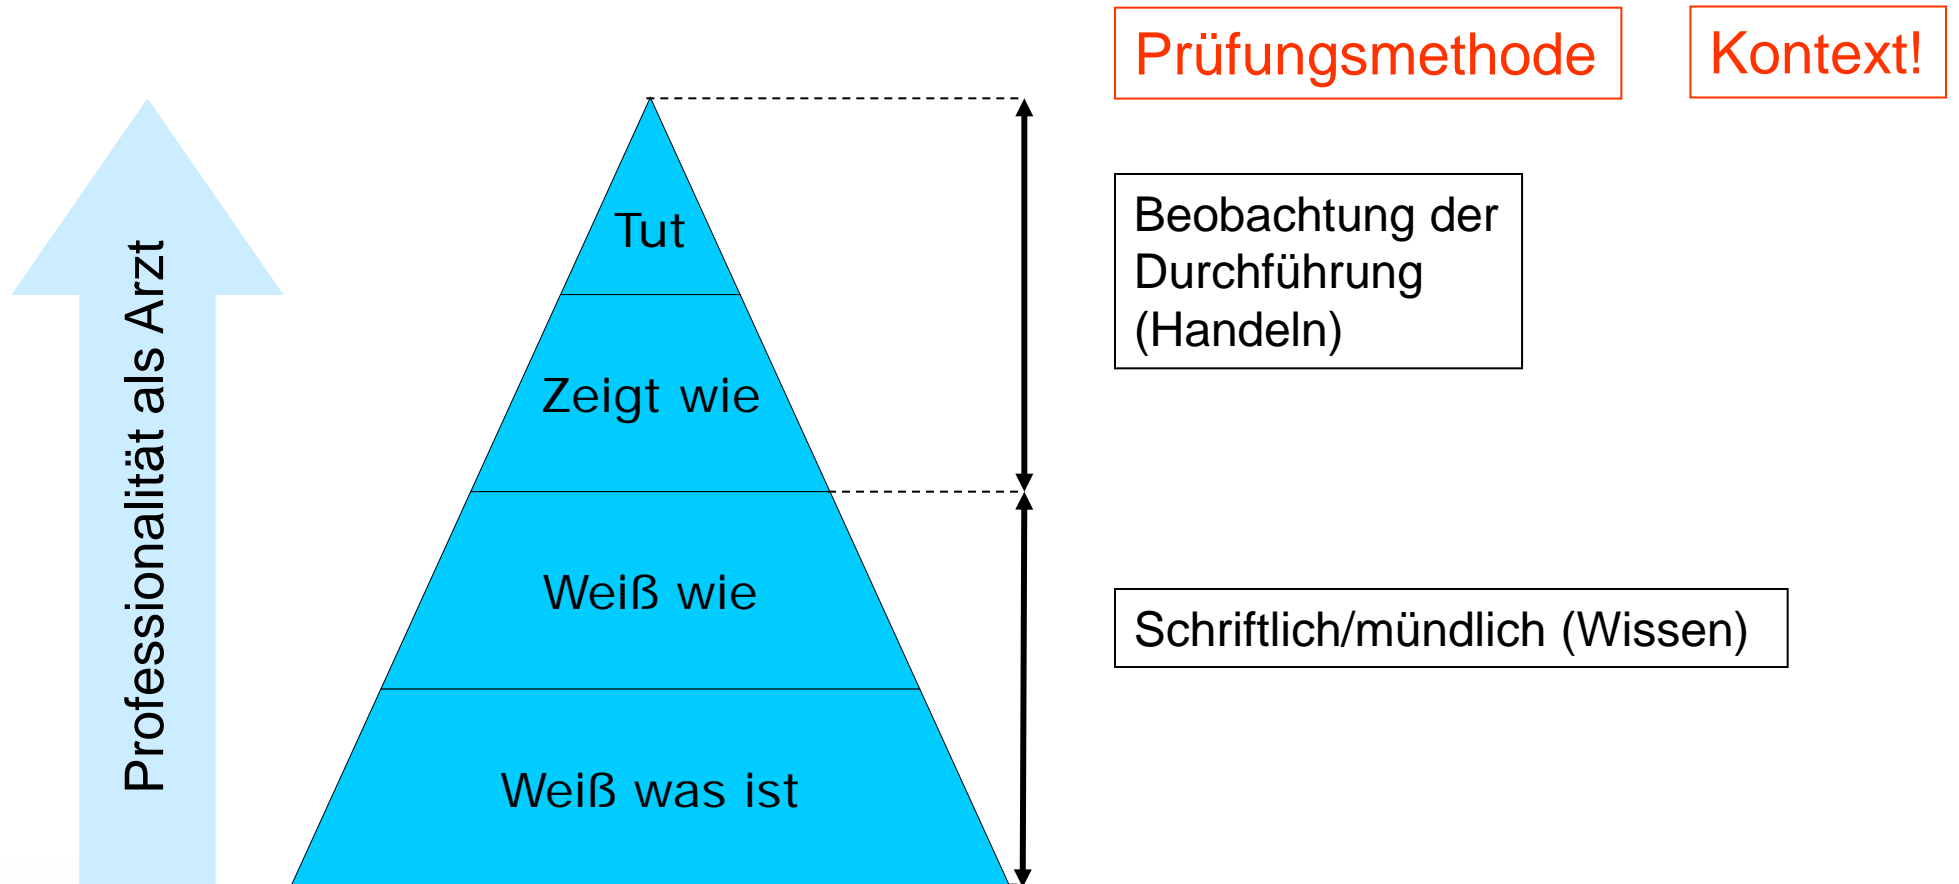 Prüfungsmethode
Kontext!
Professionalität als Arzt
Tut
Zeigt wie
Weiß wie
Weiß was ist
Beobachtung der
Durchführung
(Handeln)
Schriftlich/mündlich (Wissen)